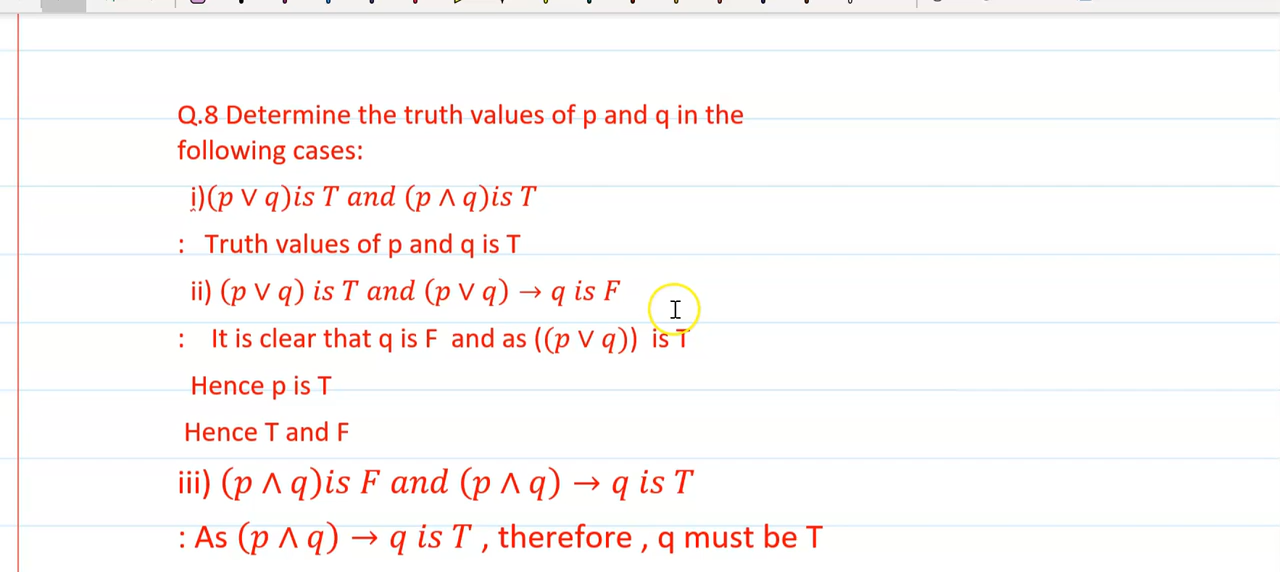 Q.8 Determine the truth values of p and q in the
following cases:
i)(p ∨ q)is T and (p ∧ q)is T
: Truth values of p and q is T
ii) (p ∨ q) is T and (p ∨ q) → q is F
: It is clear that q is F and as ((p ∨ q)) is T
Hence p is T
Hence T and F
iii) (p ∧ q)is F and (p ∧ q) → q is T
: As (p ∧ q) → q is T , therefore , q must be T